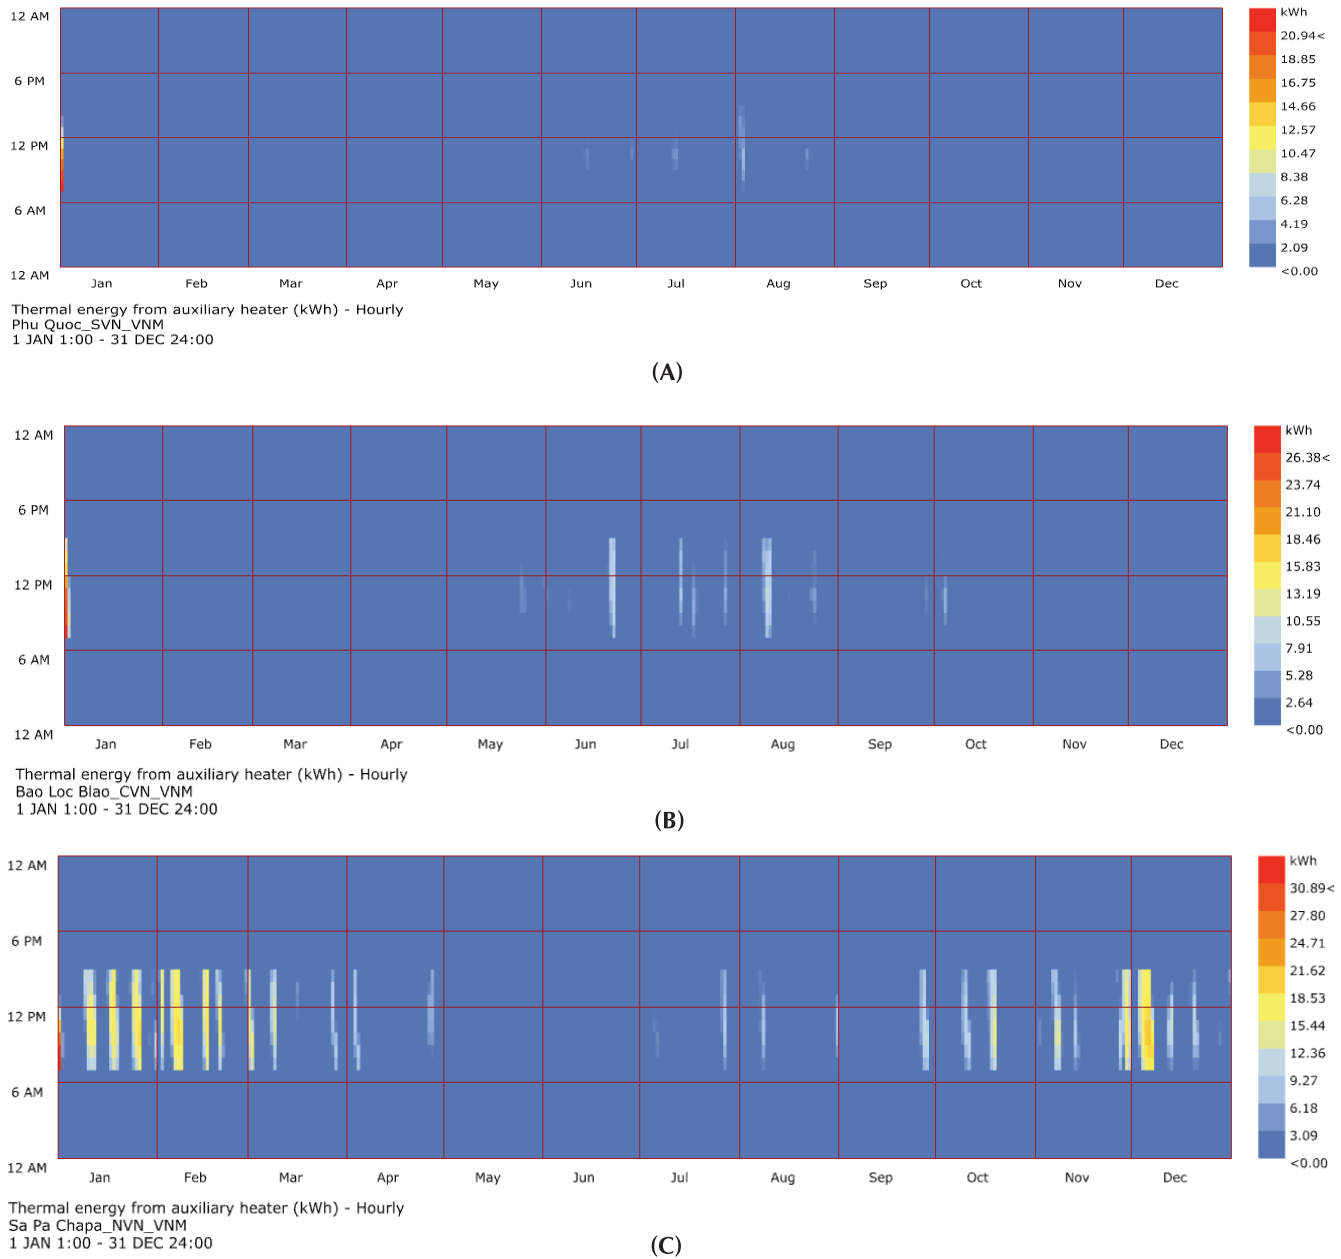 12 AM
6 PM
12 PM
6 AM
12 AM
Jan Feb Mar Apr May Jun Jul Aug Sep Oct Nov Dec
kWh
20.94<
18.85
16.75
14.66
12.57
10.47
8.38
6.28
4.19
2.09
<0.00
Thermal energy from auxiliary heater (kWh) - Hourly
Phu Quoc_SVN_VNM
1 JAN 1:00 - 31 DEC 24:00
(A)
12 AM
6 PM
12 PM
6 AM
12 AM
Jan Feb Mar Apr May Jun Jul Aug Sep Oct Nov Dec
kWh
26.38<
23.74
21.10
18.46
15.83
13.19
10.55
7.91
5.28
2.64
<0.00
Thermal energy from auxiliary heater (kWh) - Hourly
Bao Loc Blao_CVN_VNM
1 JAN 1:00 - 31 DEC 24:00
(B)
12 AM
6 PM
12 PM
6 AM
12 AM
Jan Feb Mar Apr May Jun Jul Aug Sep Oct Nov Dec
kWh
30.89<
27.80
24.71
21.62
18.53
15.44
12.36
9.27
6.18
3.09
<0.00
Thermal energy from auxiliary heater (kWh) - Hourly
Sa Pa Chapa_NVN_VNM
1 JAN 1:00 - 31 DEC 24:00
(C)